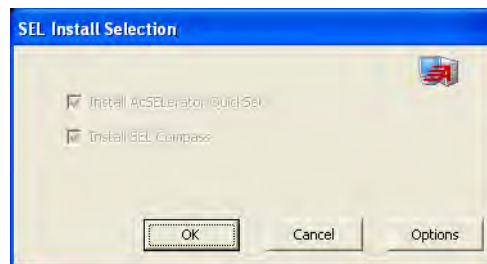 SEL Install Selection
Install AcSELerator QuickSet
Install SEL Compass
OK Cancel Options